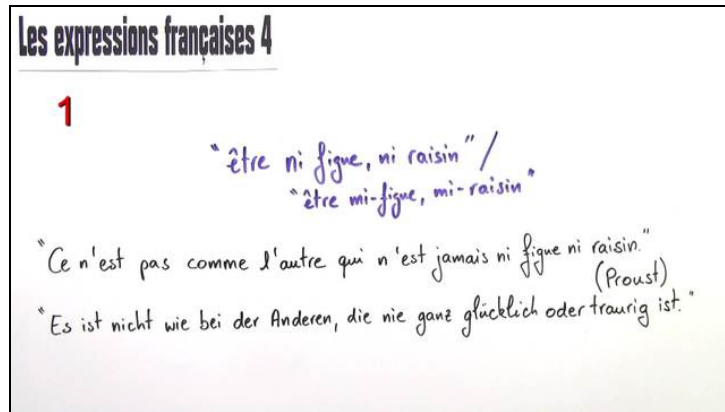 Les expressions françaises 4
1
"être ni figue, ni raisin" /
"être mi-figue, mi-raisin"
"Ce n'est pas comme l'autre qui n'est jamais ni figue ni raisin."
(Proust)
"Es ist nicht wie bei der Anderen, die nie ganz glücklich oder traurig ist."